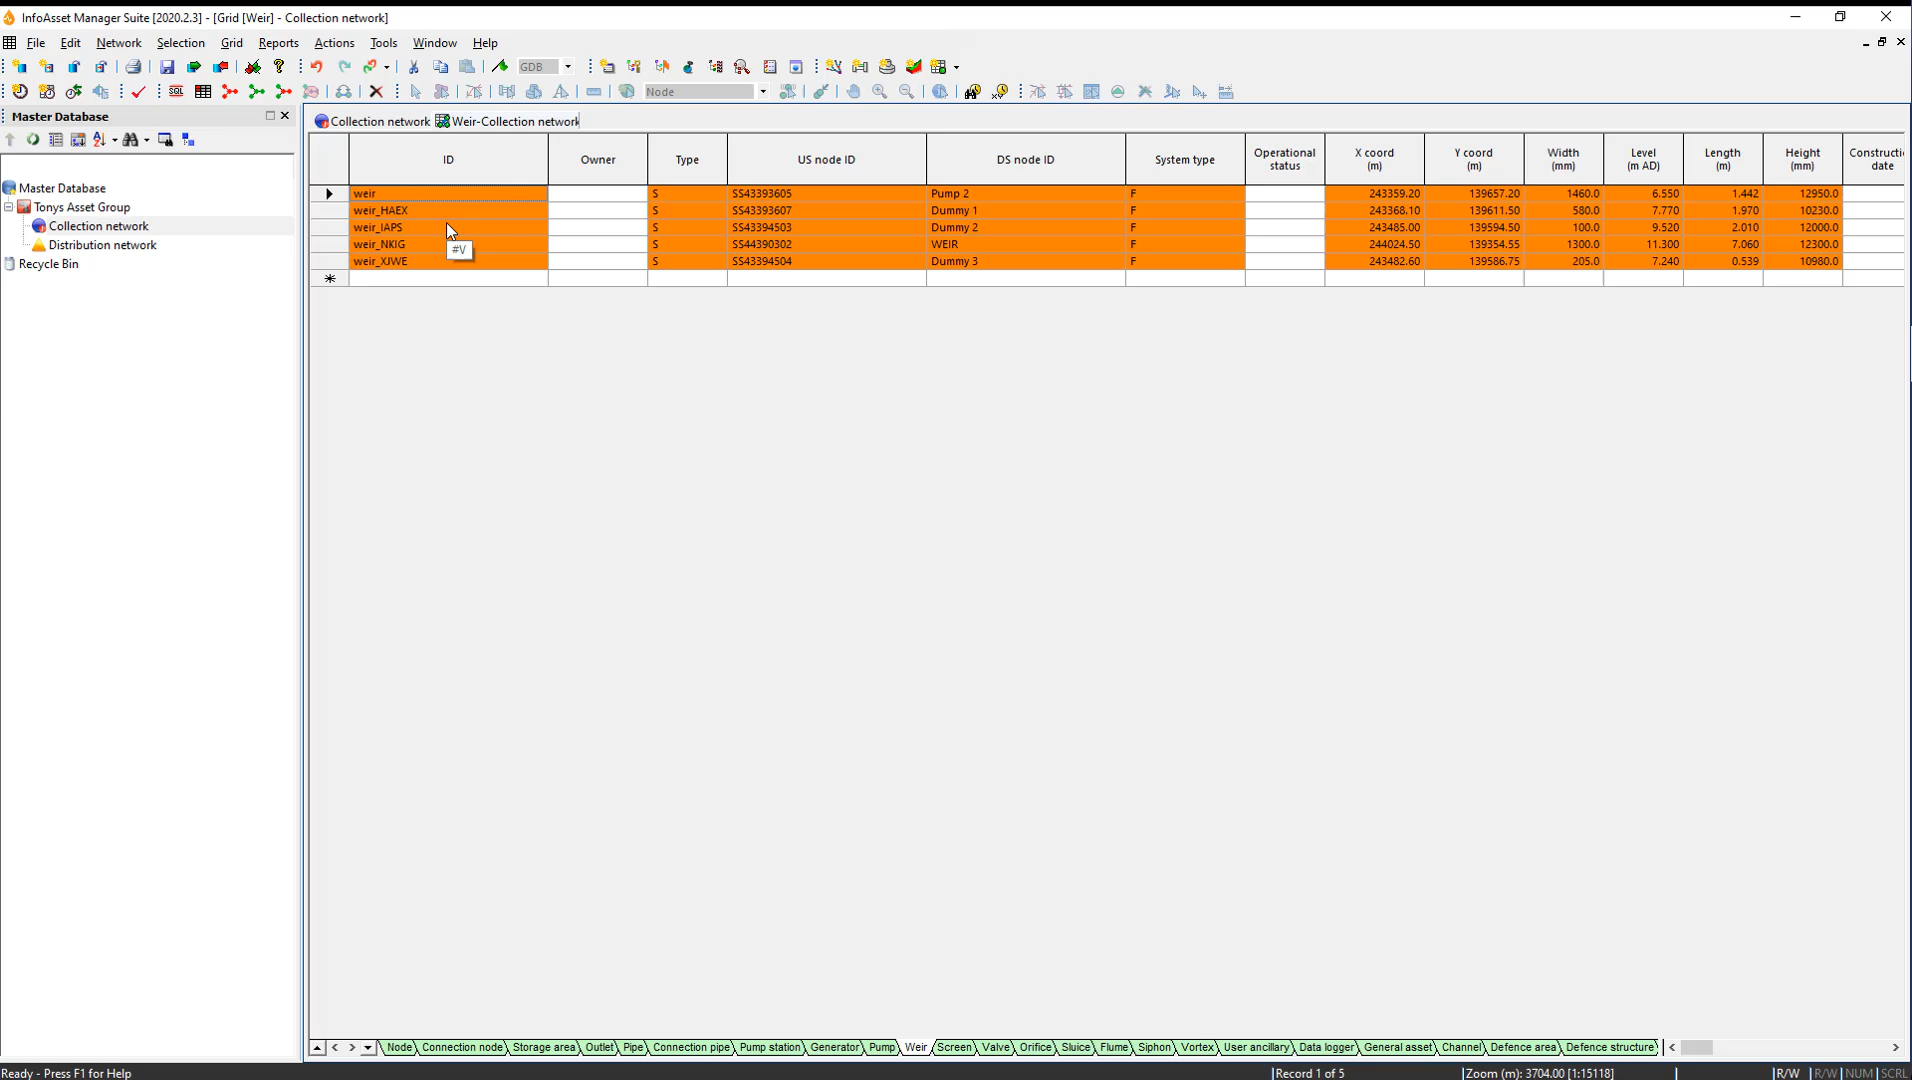 InfoAsset Manager Suite [2020.2.3] - [Grid [Weir] - Collection network]
File Edit Network Selection Grid Reports Actions Tools Window Help
GDB
SQL Node
Master Database
Collection network Weir-Collection network
ID Owner Type US node ID DS node ID System type Operational status X coord (m) Y coord (m) Width (mm) Level (m AD) Length (m) Height (mm) Constructi date
weir S SS43393605 Pump 2 F 243359.20 139657.20 1460.0 6.550 1.442 12950.0
weir_HAEX S SS43393607 Dummy 1 F 243368.10 139611.50 580.0 7.770 1.970 10230.0
weir_IAPS S SS43394503 Dummy 2 F 243485.00 139594.50 100.0 9.520 2.010 12000.0
weir_NKIG S SS44390302 WEIR F 244024.50 139354.55 1300.0 11.300 7.060 12300.0
weir_XJWE S SS43394504 Dummy 3 F 243482.60 139586.75 205.0 7.240 0.539 10980.0
#V
Master Database
Tonys Asset Group
Collection network
Distribution network
Recycle Bin
Node Connection node Storage area Outlet Pipe Connection pipe Pump station Generator Pump Weir Screen Valve Orifice Sluice Flume Siphon Vortex User ancillary Data logger General asset Channel Defence area Defence structure
Ready - Press F1 for Help Record 1 of 5 Zoom (m): 3704.00 [1:15118] R/W R/W NUM SCRL